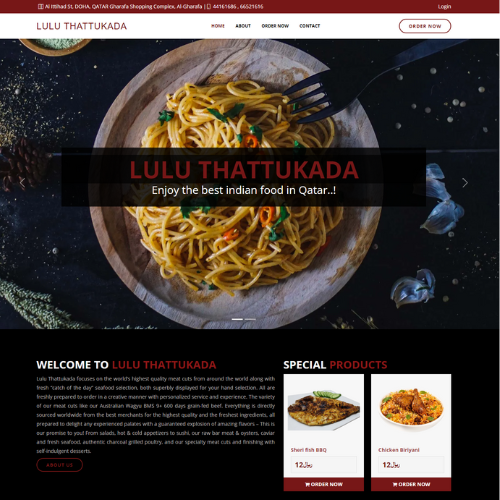 Al Ittihad St, DOHA, QATAR Gharafa Shopping Complex, Al-Gharafa | 44161686 , 66521615
Login
LULU THATTUKADA
HOME ABOUT ORDER NOW CONTACT
ORDER NOW
LULU THATTUKADA
Enjoy the best indian food in Qatar..!
WELCOME TO LULU THATTUKADA
Lulu Thattukada focuses on the world's highest quality meat cuts from around the world along with
fresh "catch of the day" seafood selection, both superbly displayed for your hand selection. All are
freshly prepared to order in a creative manner with personalized service and experience. The variety
of our meat cuts like our Australian Wagyu BMS 9+ 600 days grain-fed beef. Everything is directly
sourced worldwide from the best merchants for the highest quality and the freshest ingredients, all
prepared to delight any experienced palates with a guaranteed explosion of amazing flavors – This is
our promise to you! From salads, hot & cold appetizers to sushi, our raw bar meat & oysters, caviar
and fresh seafood, authentic charcoal grilled poultry, and our specialty meat cuts and finishing with
self-indulgent desserts.
ABOUT US
SPECIAL PRODUCTS
Sheri fish BBQ
12ريال
ORDER NOW
Chicken Biriyani
12ريال
ORDER NOW